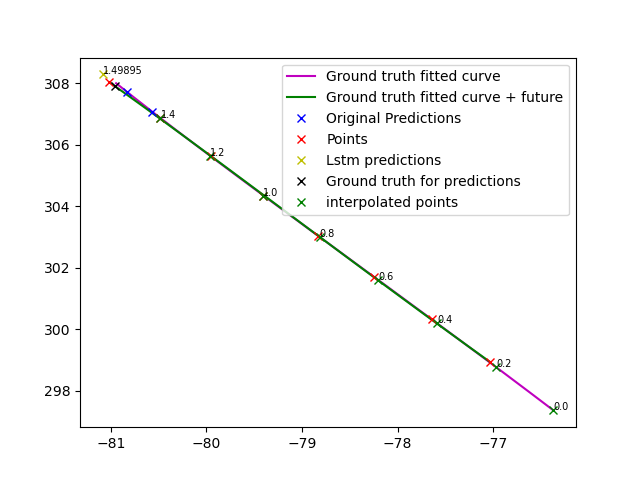 Ground truth fitted curve
Ground truth fitted curve + future
Original Predictions
Points
Lstm predictions
Ground truth for predictions
interpolated points
1.49895
1.4
1.2
1.0
0.8
0.6
0.4
0.2
0.0
308
306
304
302
300
298
−81
−80
−79
−78
−77